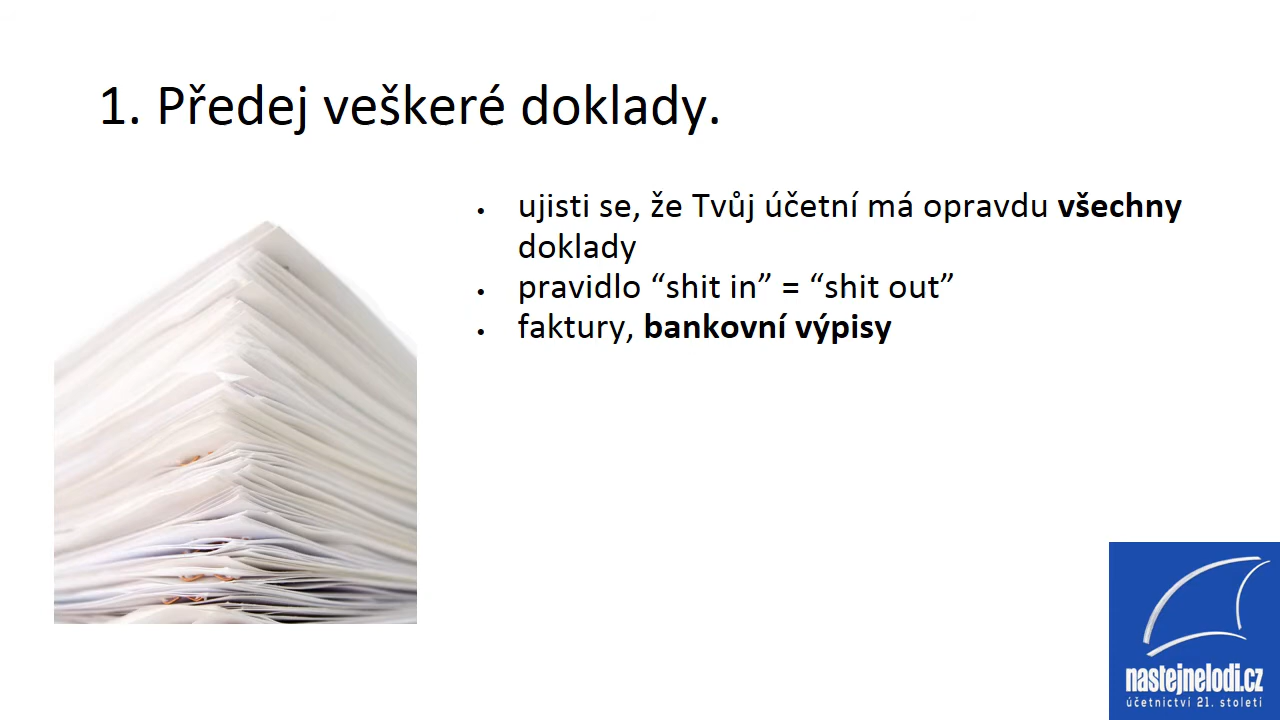 1. Předej veškeré doklady.
ujisti se, že Tvůj účetní má opravdu všechny
doklady
pravidlo “shit in” = “shit out”
faktury, bankovní výpisy
nastejnelodi.cz
účetnictví 21. století